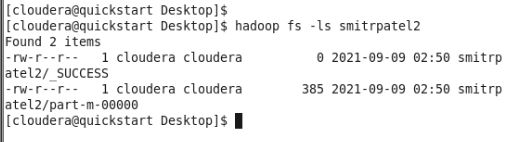 [cloudera@quickstart Desktop]$
[cloudera@quickstart Desktop]$ hadoop fs -ls smitrpatel2
Found 2 items
-rw-r--r--   1 cloudera cloudera          0 2021-09-09 02:50 smitrp
atel2/_SUCCESS
-rw-r--r--   1 cloudera cloudera        385 2021-09-09 02:50 smitrp
atel2/part-m-00000
[cloudera@quickstart Desktop]$